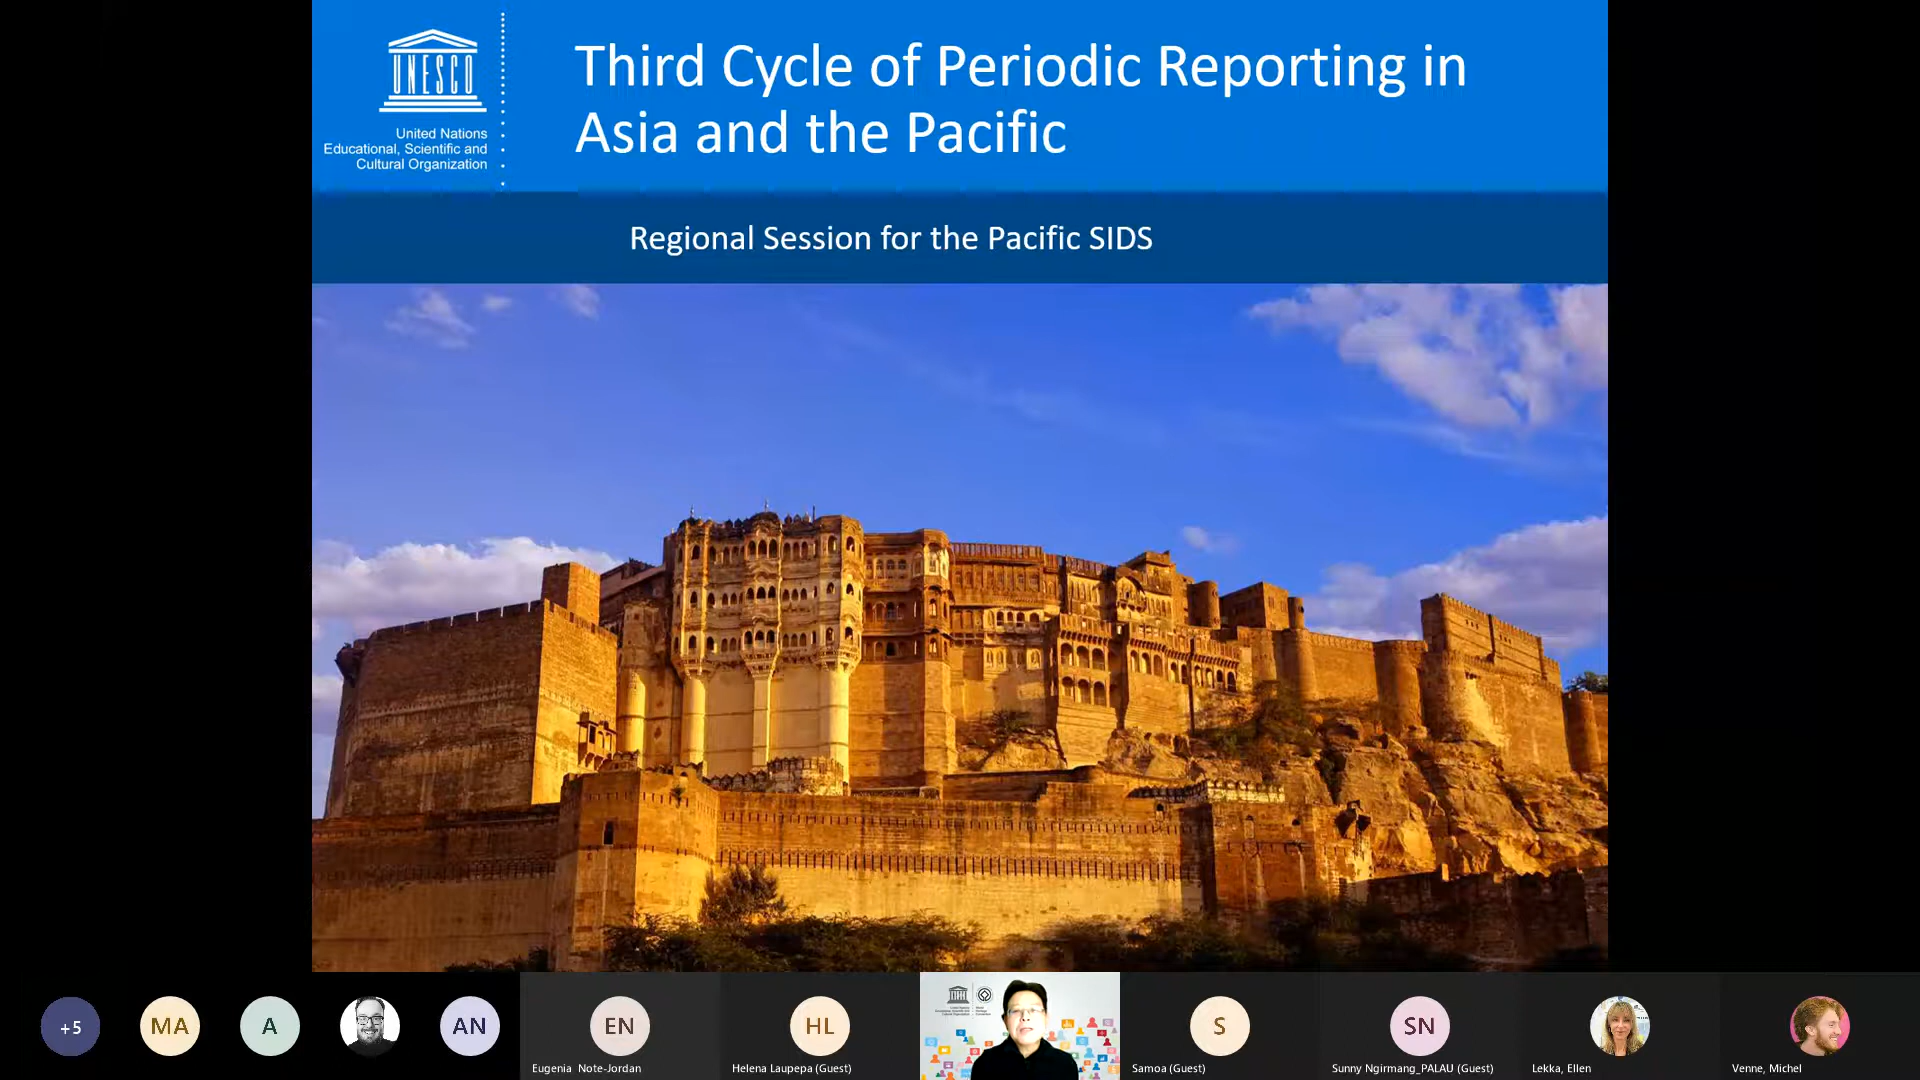 UNESCO
United Nations
Educational, Scientific and
Cultural Organization
Third Cycle of Periodic Reporting in
Asia and the Pacific
Regional Session for the Pacific SIDS
+5
MA
A
AN
EN
Eugenia Note-Jordan
HL
Helena Laupepa (Guest)
S
Samoa (Guest)
SN
Sunny Ngirmang_PALAU (Guest)
Lekka, Ellen
Venne, Michel